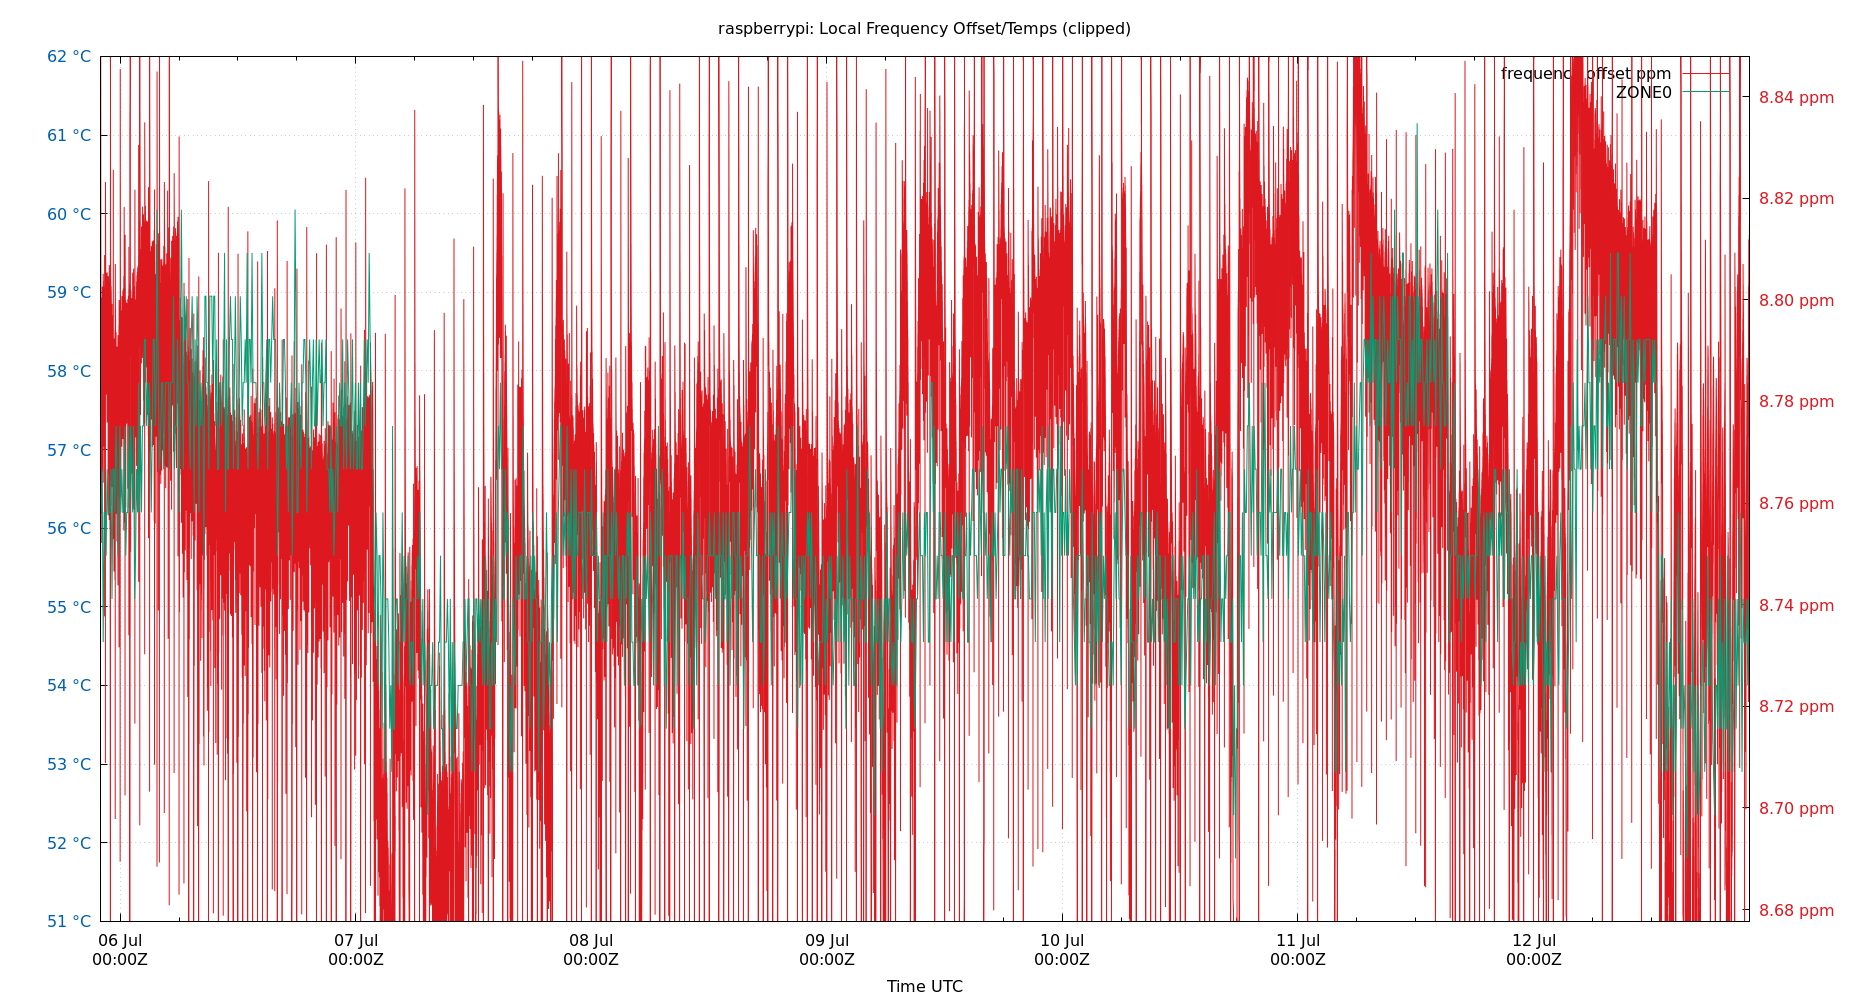 raspberrypi: Local Frequency Offset/Temps (clipped)
62 °C
61 °C
60 °C
59 °C
58 °C
57 °C
56 °C
55 °C
54 °C
53 °C
52 °C
51 °C
frequency offset ppm
ZONE0
8.84 ppm
8.82 ppm
8.80 ppm
8.78 ppm
8.76 ppm
8.74 ppm
8.72 ppm
8.70 ppm
8.68 ppm
06 Jul
00:00Z
07 Jul
00:00Z
08 Jul
00:00Z
09 Jul
00:00Z
10 Jul
00:00Z
11 Jul
00:00Z
12 Jul
00:00Z
Time UTC